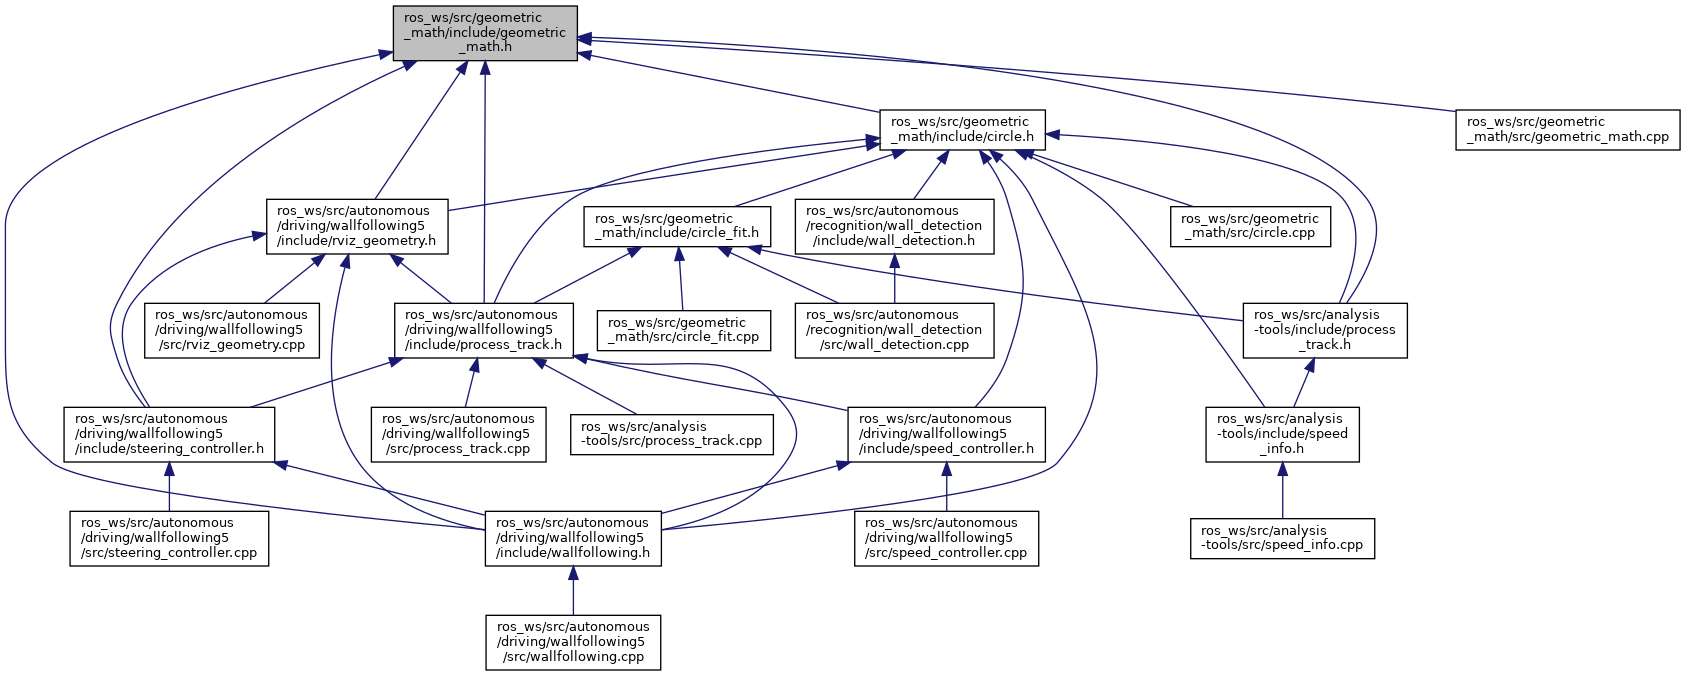 ros_ws/src/geometric
_math/include/geometric
_math.h
ros_ws/src/geometric
_math/include/circle.h
ros_ws/src/geometric
_math/src/geometric_math.cpp
ros_ws/src/autonomous
/driving/wallfollowing5
/include/rviz_geometry.h
ros_ws/src/geometric
_math/include/circle_fit.h
ros_ws/src/autonomous
/recognition/wall_detection
/include/wall_detection.h
ros_ws/src/geometric
_math/src/circle.cpp
ros_ws/src/autonomous
/driving/wallfollowing5
/src/rviz_geometry.cpp
ros_ws/src/autonomous
/driving/wallfollowing5
/include/process_track.h
ros_ws/src/geometric
_math/src/circle_fit.cpp
ros_ws/src/autonomous
/recognition/wall_detection
/src/wall_detection.cpp
ros_ws/src/analysis
-tools/include/process
_track.h
ros_ws/src/autonomous
/driving/wallfollowing5
/include/steering_controller.h
ros_ws/src/autonomous
/driving/wallfollowing5
/src/process_track.cpp
ros_ws/src/analysis
-tools/src/process_track.cpp
ros_ws/src/autonomous
/driving/wallfollowing5
/include/speed_controller.h
ros_ws/src/analysis
-tools/include/speed
_info.h
ros_ws/src/autonomous
/driving/wallfollowing5
/src/steering_controller.cpp
ros_ws/src/autonomous
/driving/wallfollowing5
/include/wallfollowing.h
ros_ws/src/autonomous
/driving/wallfollowing5
/src/speed_controller.cpp
ros_ws/src/analysis
-tools/src/speed_info.cpp
ros_ws/src/autonomous
/driving/wallfollowing5
/src/wallfollowing.cpp